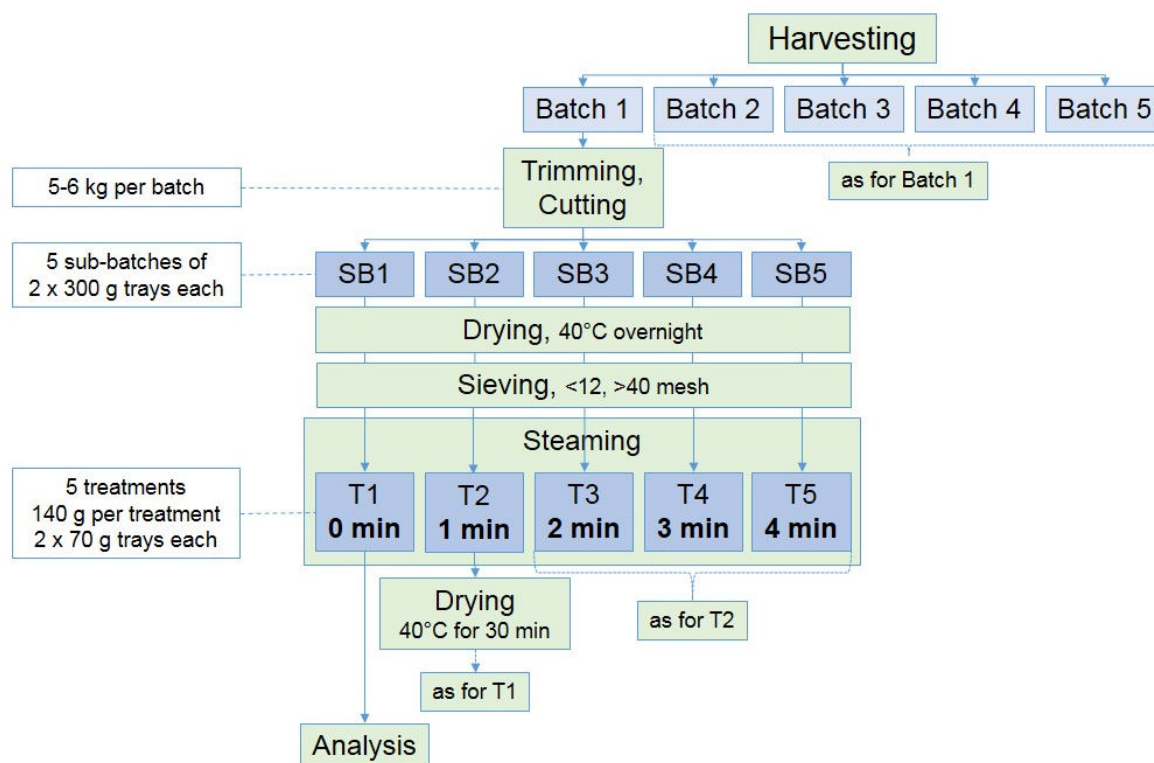 Harvesting
Batch 1
Batch 2
Batch 3
Batch 4
Batch 5
as for Batch 1
Trimming,
Cutting
5-6 kg per batch
5 sub-batches of
2 x 300 g trays each
SB1
SB2
SB3
SB4
SB5
Drying, 40°C overnight
Sieving, <12, >40 mesh
Steaming
5 treatments
140 g per treatment
2 x 70 g trays each
T1
0 min
T2
1 min
T3
2 min
T4
3 min
T5
4 min
Drying
40°C for 30 min
as for T2
as for T1
Analysis